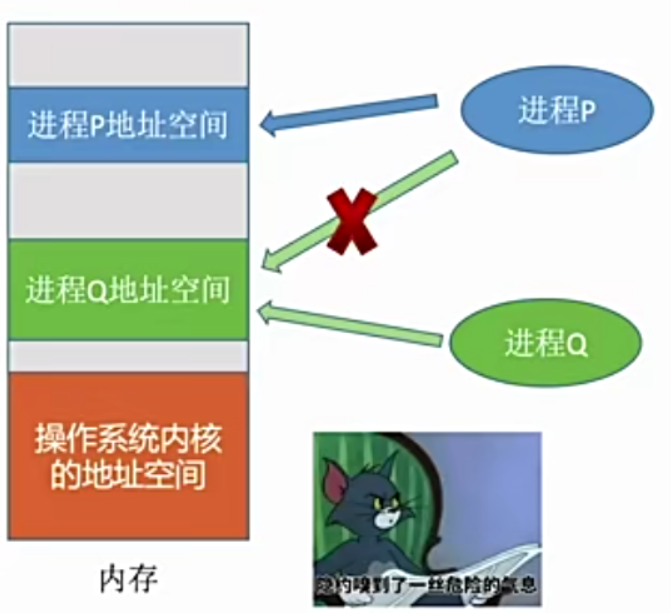 进程P地址空间
进程P
进程Q地址空间
进程Q
操作系统内核
的地址空间
内存
隐约嗅到了一丝危险的气息